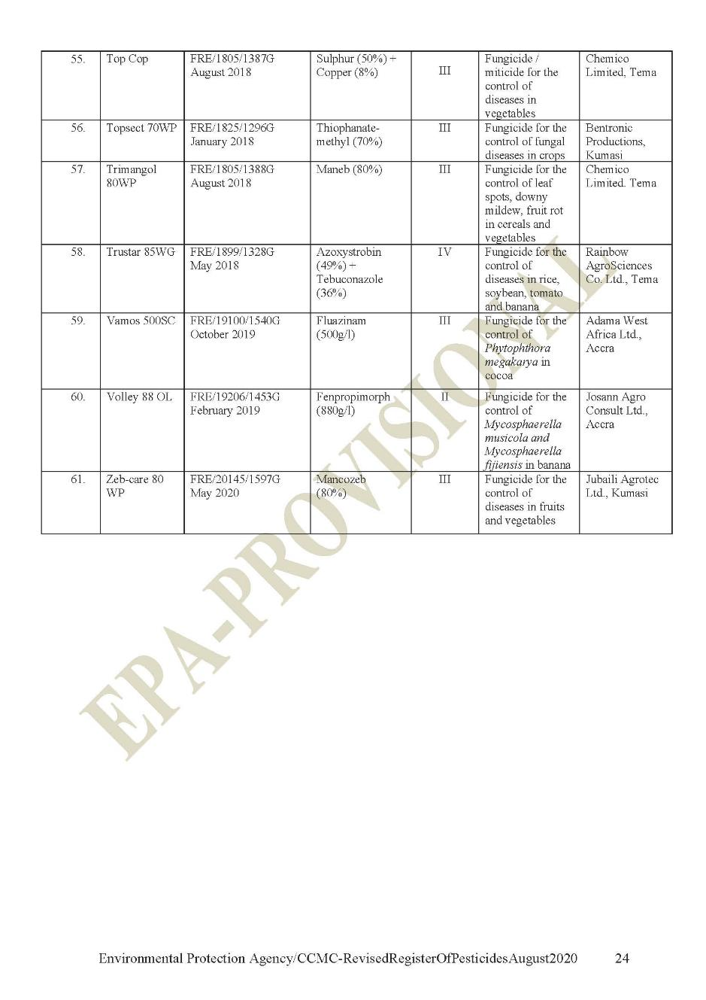 55. Top Cop FRE/1805/1387G Sulphur (50%) + III Fungicide / Chemico
August 2018 Copper (8%) miticide for the Limited, Tema
control of
diseases in
vegetables
56. Topsect 70WP FRE/1825/1296G Thiophanate- III Fungicide for the Bentronic
January 2018 methyl (70%) control of fungal Productions,
diseases in crops Kumasi
57. Trimangol FRE/1805/1388G Maneb (80%) III Fungicide for the Chemico
80WP August 2018 control of leaf Limited. Tema
spots, downy
mildew, fruit rot
in cereals and
vegetables
58. Trustar 85WG FRE/1899/1328G Azoxystrobin IV Fungicide for the Rainbow
May 2018 (49%) + control of AgroSciences
Tebuconazole diseases in rice, Co. Ltd., Tema
(36%) soybean, tomato
and banana
59. Vamos 500SC FRE/19100/1540G Fluazinam III Fungicide for the Adama West
October 2019 (500g/l) control of Africa Ltd.,
Phytophthora Accra
megakarya in
cocoa
60. Volley 88 OL FRE/19206/1453G Fenpropimorph II Fungicide for the Josann Agro
February 2019 (880g/l) control of Consult Ltd.,
Mycosphaerella Accra
musicola and
Mycosphaerella
fijiensis in banana
61. Zeb-care 80 FRE/20145/1597G Mancozeb III Fungicide for the Jubaili Agrotec
WP May 2020 (80%) control of Ltd., Kumasi
diseases in fruits
and vegetables
EPA-PROVISIONAL
Environmental Protection Agency/CCMC-RevisedRegisterOfPesticidesAugust2020 24